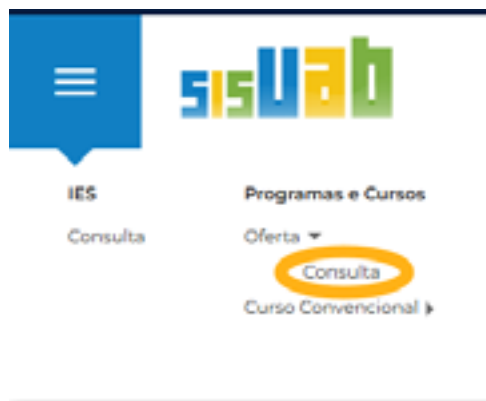 sisUab
IES
Programas e Cursos
Consulta
Oferta
Consulta
Curso Convencional